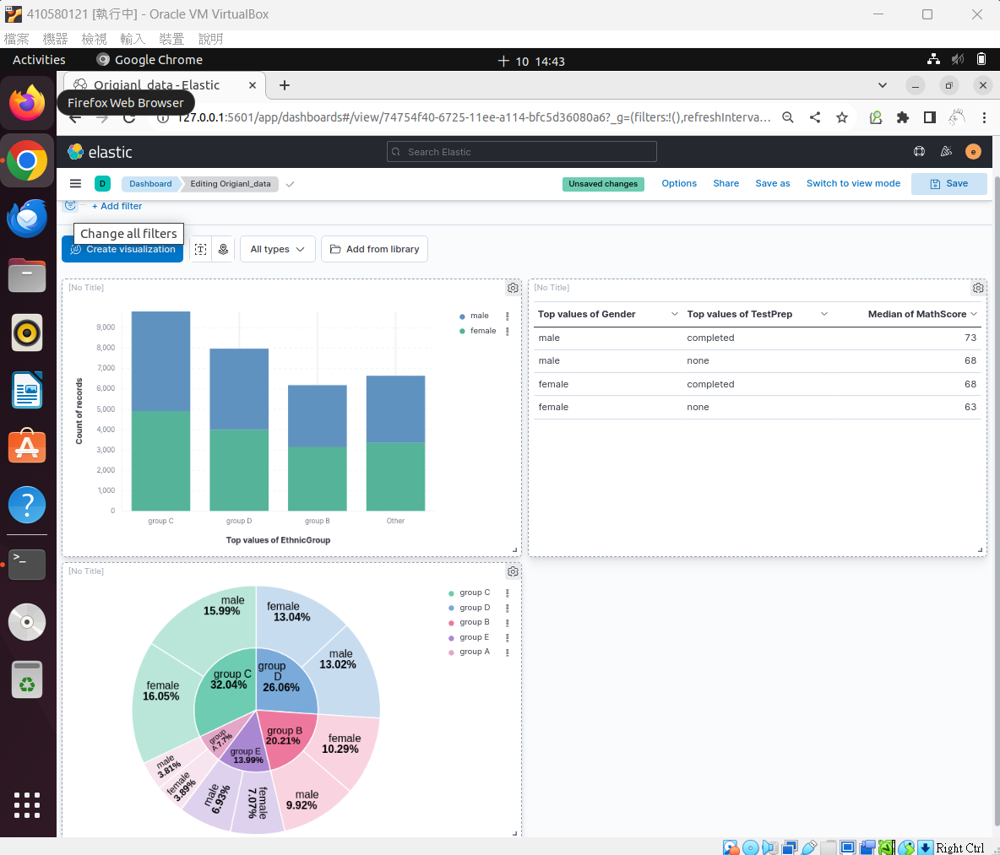 410580121 [執行中] - Oracle VM VirtualBox
檔案 機器 檢視 輸入 裝置 說明
Activities Google Chrome + 10 14:43
Origianl_data - Elastic
Firefox Web Browser
127.0.0.1:5601/app/dashboards#/view/74754f40-6725-11ee-a114-bfc5d36080a6?_g=(filters:!(),refreshInterva...
elastic Search Elastic e
D Dashboard Editing Origianl_data Unsaved changes Options Share Save as Switch to view mode Save
+ Add filter
Change all filters
Create visualization All types Add from library
[No Title]
9,000
8,000
7,000
6,000
5,000
4,000
3,000
2,000
1,000
0
Count of records
group C group D group B Other
Top values of EthnicGroup
male
female
[No Title]
Top values of Gender Top values of TestPrep Median of MathScore
male completed 73
male none 68
female completed 68
female none 63
[No Title]
male
15.99%
female
13.04%
male
13.02%
female
16.05%
group C
32.04%
group
D
26.06%
group B
20.21%
group E
13.99%
group
A 7.7%
female
10.29%
male
9.92%
female
7.07%
male
6.93%
female
3.89%
male
3.81%
group C
group D
group B
group E
group A
Right Ctrl